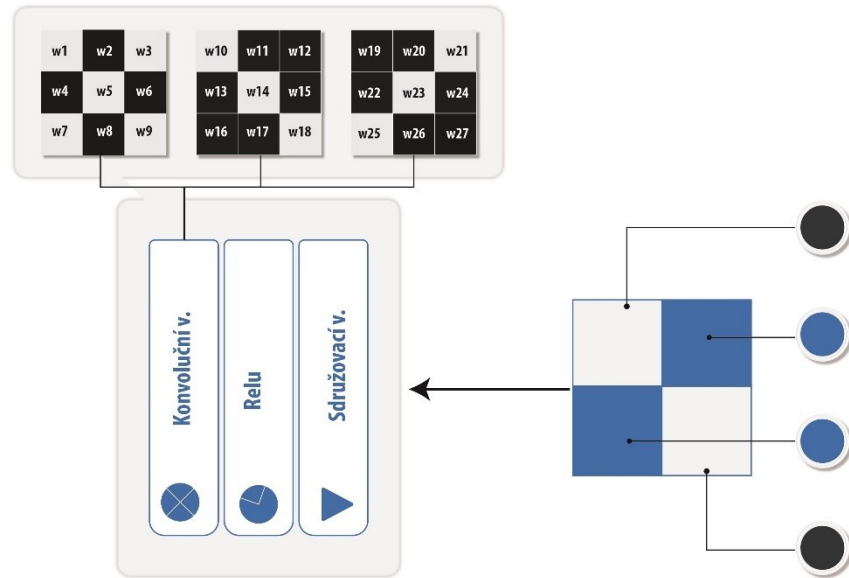 w1 w2 w3
w4 w5 w6
w7 w8 w9
w10 w11 w12
w13 w14 w15
w16 w17 w18
w19 w20 w21
w22 w23 w24
w25 w26 w27
Konvoluční v.
Relu
Sdružovací v.